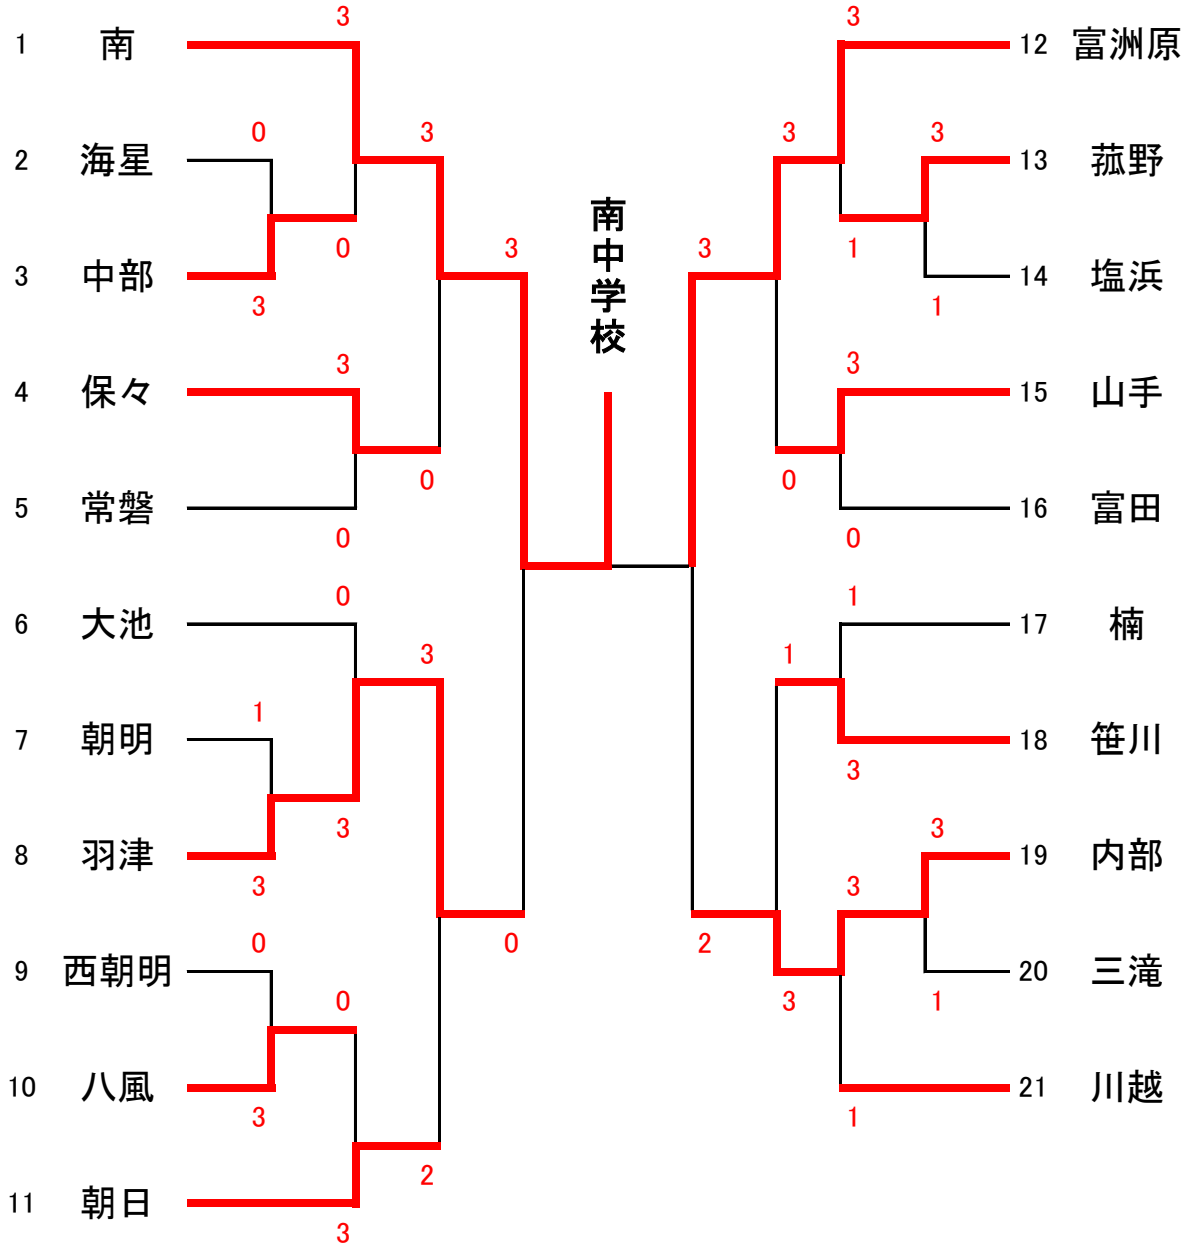 南中学校
1 南 3
2 海星 0
3 中部 3
0
3
4 保々 3
5 常磐 0
0
3
6 大池 0
7 朝明 1
8 羽津 3
3
3
9 西朝明 0
10 八風 3
0
11 朝日 3
2
0
3 12 富洲原
3 13 菰野
1 14 塩浜
1
3
3 15 山手
0 16 富田
0
3
1 17 楠
3 18 笹川
1
3 19 内部
1 20 三滝
3
1 21 川越
3
2